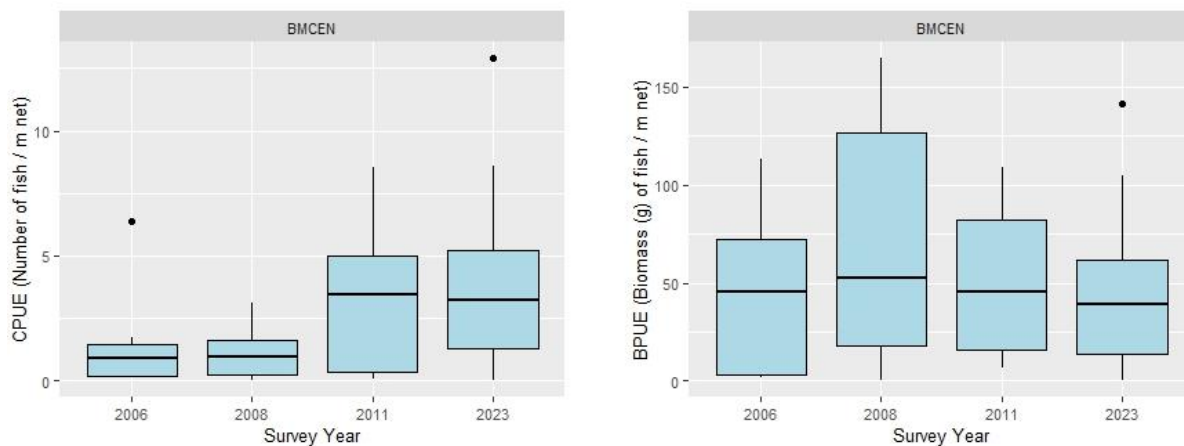 BMCEN
CPUE (Number of fish / m net)
10
5
0
2006 2008 2011 2023
Survey Year
BMCEN
BPUE (Biomass (g) of fish / m net)
150
100
50
0
2006 2008 2011 2023
Survey Year